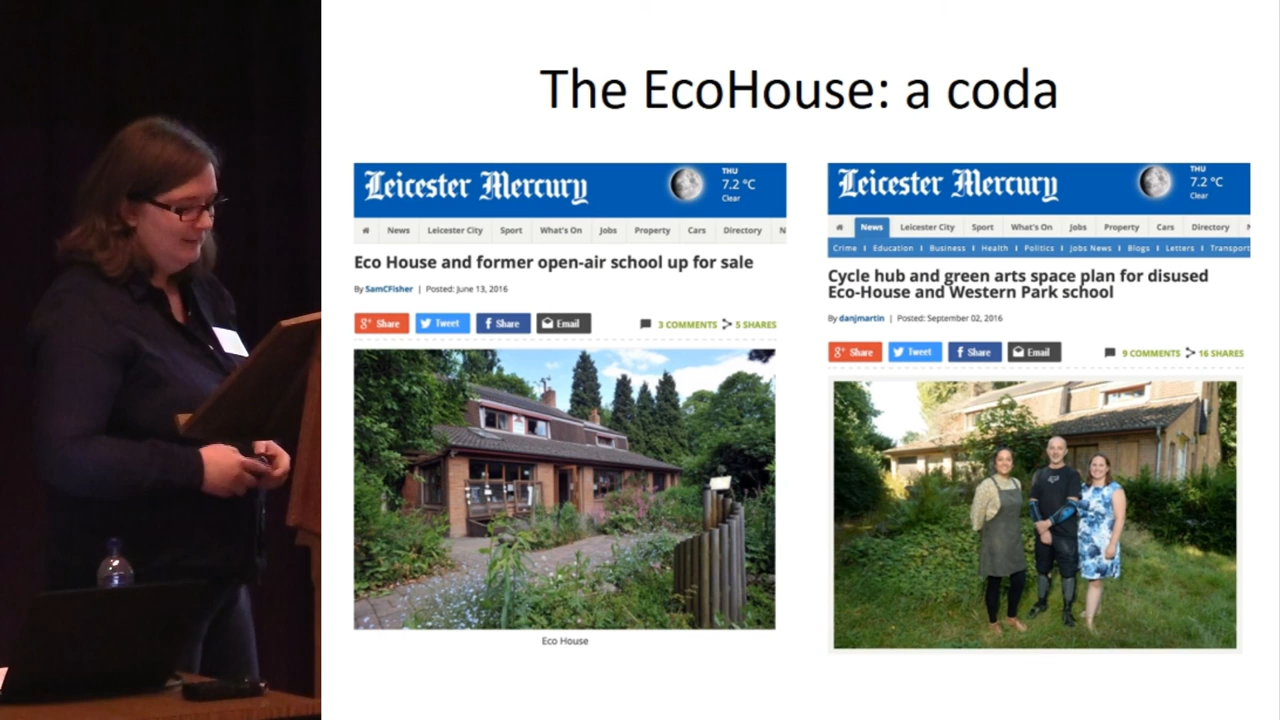 The EcoHouse: a coda
Leicester Mercury
THU
7.2 °C
Clear
News Leicester City Sport What's On Jobs Property Cars Directory N
Eco House and former open-air school up for sale
By SamCFisher | Posted: June 13, 2016
Share Tweet Share Email 3 COMMENTS 5 SHARES
Eco House
Leicester Mercury
THU
7.2 °C
Clear
News Leicester City Sport What's On Jobs Property Cars Directory
Crime Education Business Health Politics Jobs News Blogs Letters Transport
Cycle hub and green arts space plan for disused
Eco-House and Western Park school
By danjmartin | Posted: September 02, 2016
Share Tweet Share Email 9 COMMENTS 16 SHARES